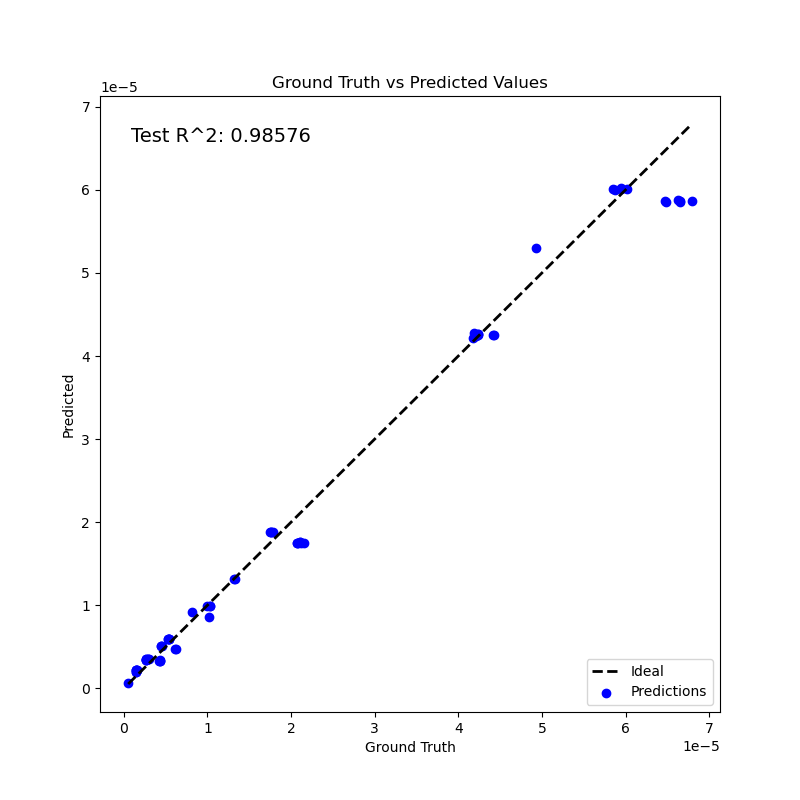 Ground Truth vs Predicted Values
1e−5
Test R^2: 0.98576
7
6
5
4
3
2
1
0
Predicted
Ideal
Predictions
0 1 2 3 4 5 6 7
Ground Truth
1e−5